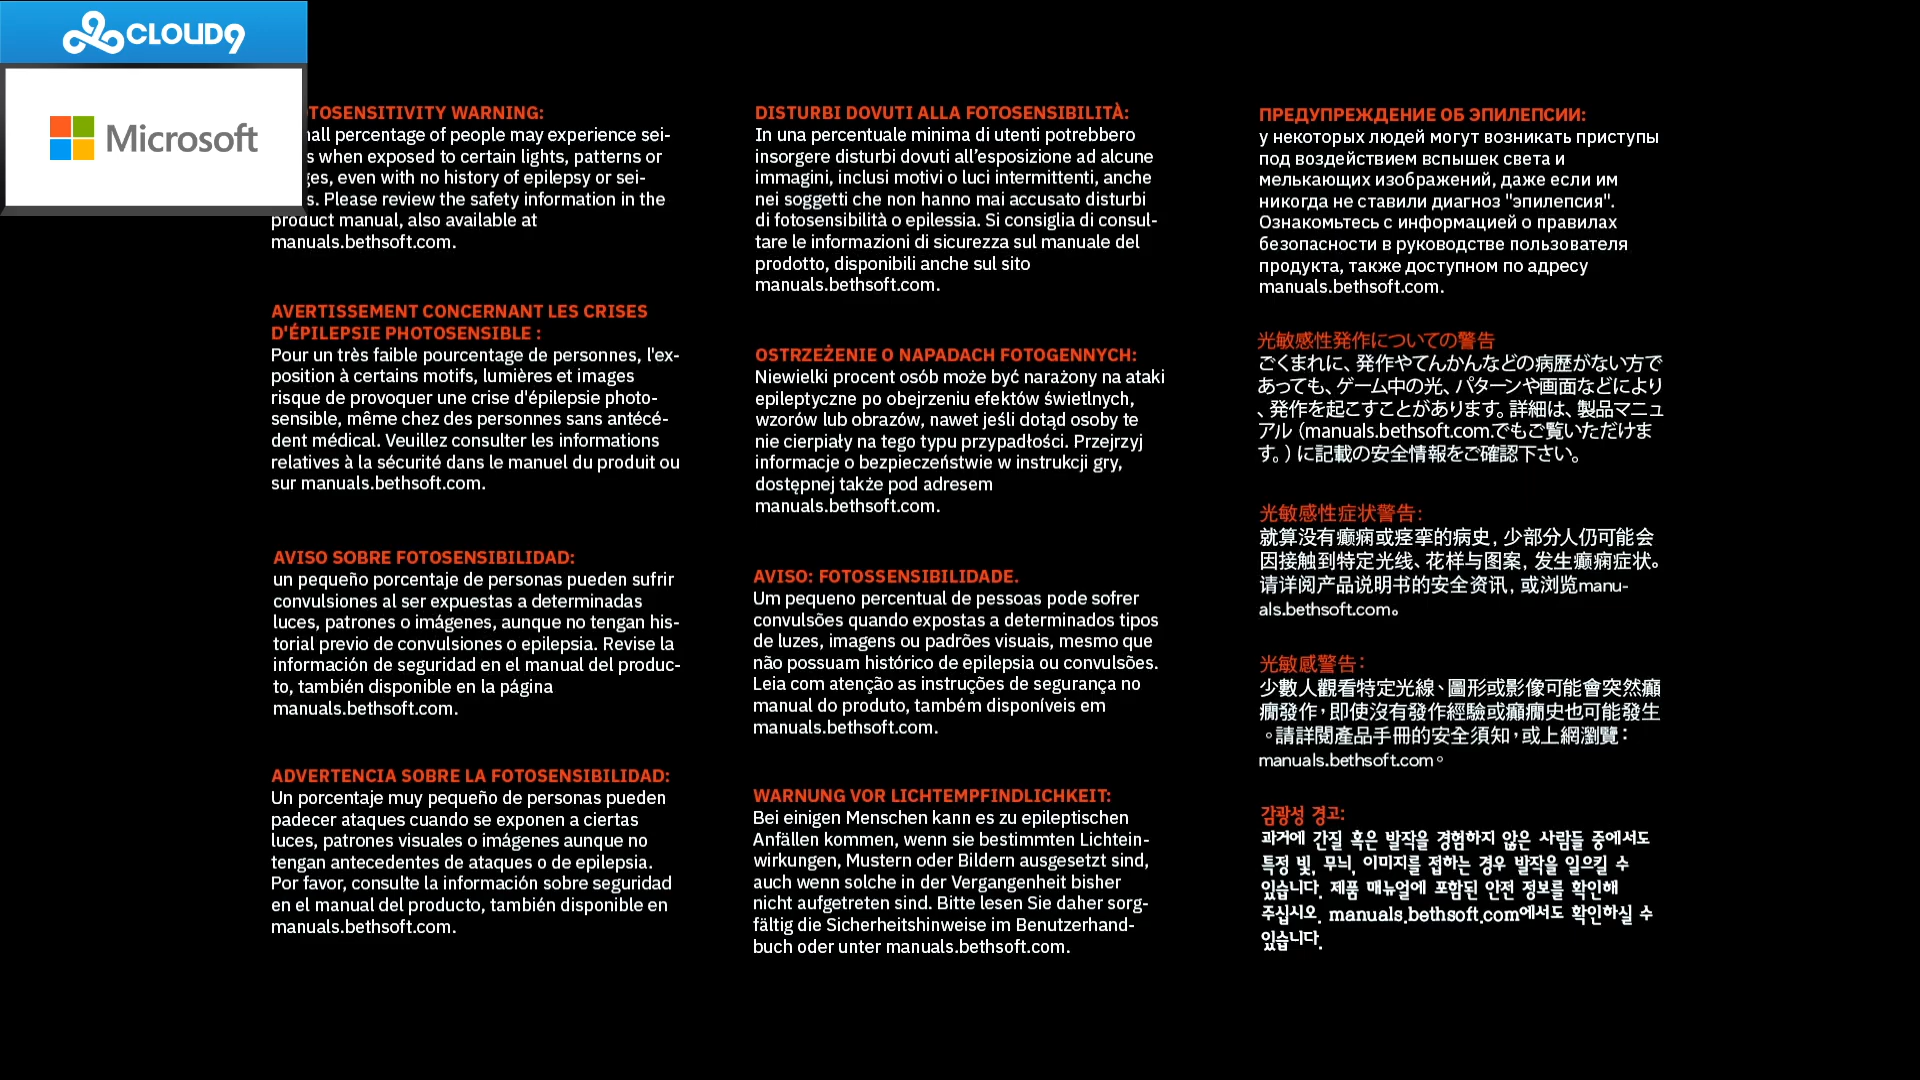 CLOUD9
Microsoft
TOSENSITIVITY WARNING:
all percentage of people may experience sei-
s when exposed to certain lights, patterns or
ges, even with no history of epilepsy or sei-
s. Please review the safety information in the
product manual, also available at
manuals.bethsoft.com.
AVERTISSEMENT CONCERNANT LES CRISES
D'ÉPILEPSIE PHOTOSENSIBLE :
Pour un très faible pourcentage de personnes, l'ex-
position à certains motifs, lumières et images
risque de provoquer une crise d'épilepsie photo-
sensible, même chez des personnes sans antécé-
dent médical. Veuillez consulter les informations
relatives à la sécurité dans le manuel du produit ou
sur manuals.bethsoft.com.
AVISO SOBRE FOTOSENSIBILIDAD:
un pequeño porcentaje de personas pueden sufrir
convulsiones al ser expuestas a determinadas
luces, patrones o imágenes, aunque no tengan his-
torial previo de convulsiones o epilepsia. Revise la
información de seguridad en el manual del produc-
to, también disponible en la página
manuals.bethsoft.com.
ADVERTENCIA SOBRE LA FOTOSENSIBILIDAD:
Un porcentaje muy pequeño de personas pueden
padecer ataques cuando se exponen a ciertas
luces, patrones visuales o imágenes aunque no
tengan antecedentes de ataques o de epilepsia.
Por favor, consulte la información sobre seguridad
en el manual del producto, también disponible en
manuals.bethsoft.com.
DISTURBI DOVUTI ALLA FOTOSENSIBILITÀ:
In una percentuale minima di utenti potrebbero
insorgere disturbi dovuti all'esposizione ad alcune
immagini, inclusi motivi o luci intermittenti, anche
nei soggetti che non hanno mai accusato disturbi
di fotosensibilità o epilessia. Si consiglia di consul-
tare le informazioni di sicurezza sul manuale del
prodotto, disponibili anche sul sito
manuals.bethsoft.com.
OSTRZEŻENIE O NAPADACH FOTOGENNYCH:
Niewielki procent osób może być narażony na ataki
epileptyczne po obejrzeniu efektów świetlnych,
wzorów lub obrazów, nawet jeśli dotąd osoby te
nie cierpiały na tego typu przypadłości. Przejrzyj
informacje o bezpieczeństwie w instrukcji gry,
dostępnej także pod adresem
manuals.bethsoft.com.
AVISO: FOTOSSENSIBILIDADE.
Um pequeno percentual de pessoas pode sofrer
convulsões quando expostas a determinados tipos
de luzes, imagens ou padrões visuais, mesmo que
não possuam histórico de epilepsia ou convulsões.
Leia com atenção as instruções de segurança no
manual do produto, também disponíveis em
manuals.bethsoft.com.
WARNUNG VOR LICHTEMPFINDLICHKEIT:
Bei einigen Menschen kann es zu epileptischen
Anfällen kommen, wenn sie bestimmten Lichtein-
wirkungen, Mustern oder Bildern ausgesetzt sind,
auch wenn solche in der Vergangenheit bisher
nicht aufgetreten sind. Bitte lesen Sie daher sorg-
fältig die Sicherheitshinweise im Benutzerhand-
buch oder unter manuals.bethsoft.com.
ПРЕДУПРЕЖДЕНИЕ ОБ ЭПИЛЕПСИИ:
у некоторых людей могут возникать приступы
под воздействием вспышек света и
мелькающих изображений, даже если им
никогда не ставили диагноз "эпилепсия".
Ознакомьтесь с информацией о правилах
безопасности в руководстве пользователя
продукта, также доступном по адресу
manuals.bethsoft.com.
光敏感性発作についての警告
ごくまれに、発作やてんかんなどの病歴がない方で
あっても、ゲーム中の光、パターンや画面などにより
、発作を起こすことがあります。詳細は、製品マニュ
アル（manuals.bethsoft.com.でもご覧いただけま
す。）に記載の安全情報をご確認下さい。
光敏感性症状警告：
就算没有癫痫或痉挛的病史，少部分人仍可能会
因接触到特定光线、花样与图案，发生癫痫症状。
请详阅产品说明书的安全资讯，或浏览manu-
als.bethsoft.com。
光敏感警告：
少數人觀看特定光線、圖形或影像可能會突然癲
癇發作，即使沒有發作經驗或癲癇史也可能發生
。請詳閱產品手冊的安全須知，或上網瀏覽：
manuals.bethsoft.com。
감광성 경고:
과거에 간질 혹은 발작을 경험하지 않은 사람들 중에서도
특정 빛, 무늬, 이미지를 접하는 경우 발작을 일으킬 수
있습니다. 제품 매뉴얼에 포함된 안전 정보를 확인해
주십시오. manuals.bethsoft.com에서도 확인하실 수
있습니다.